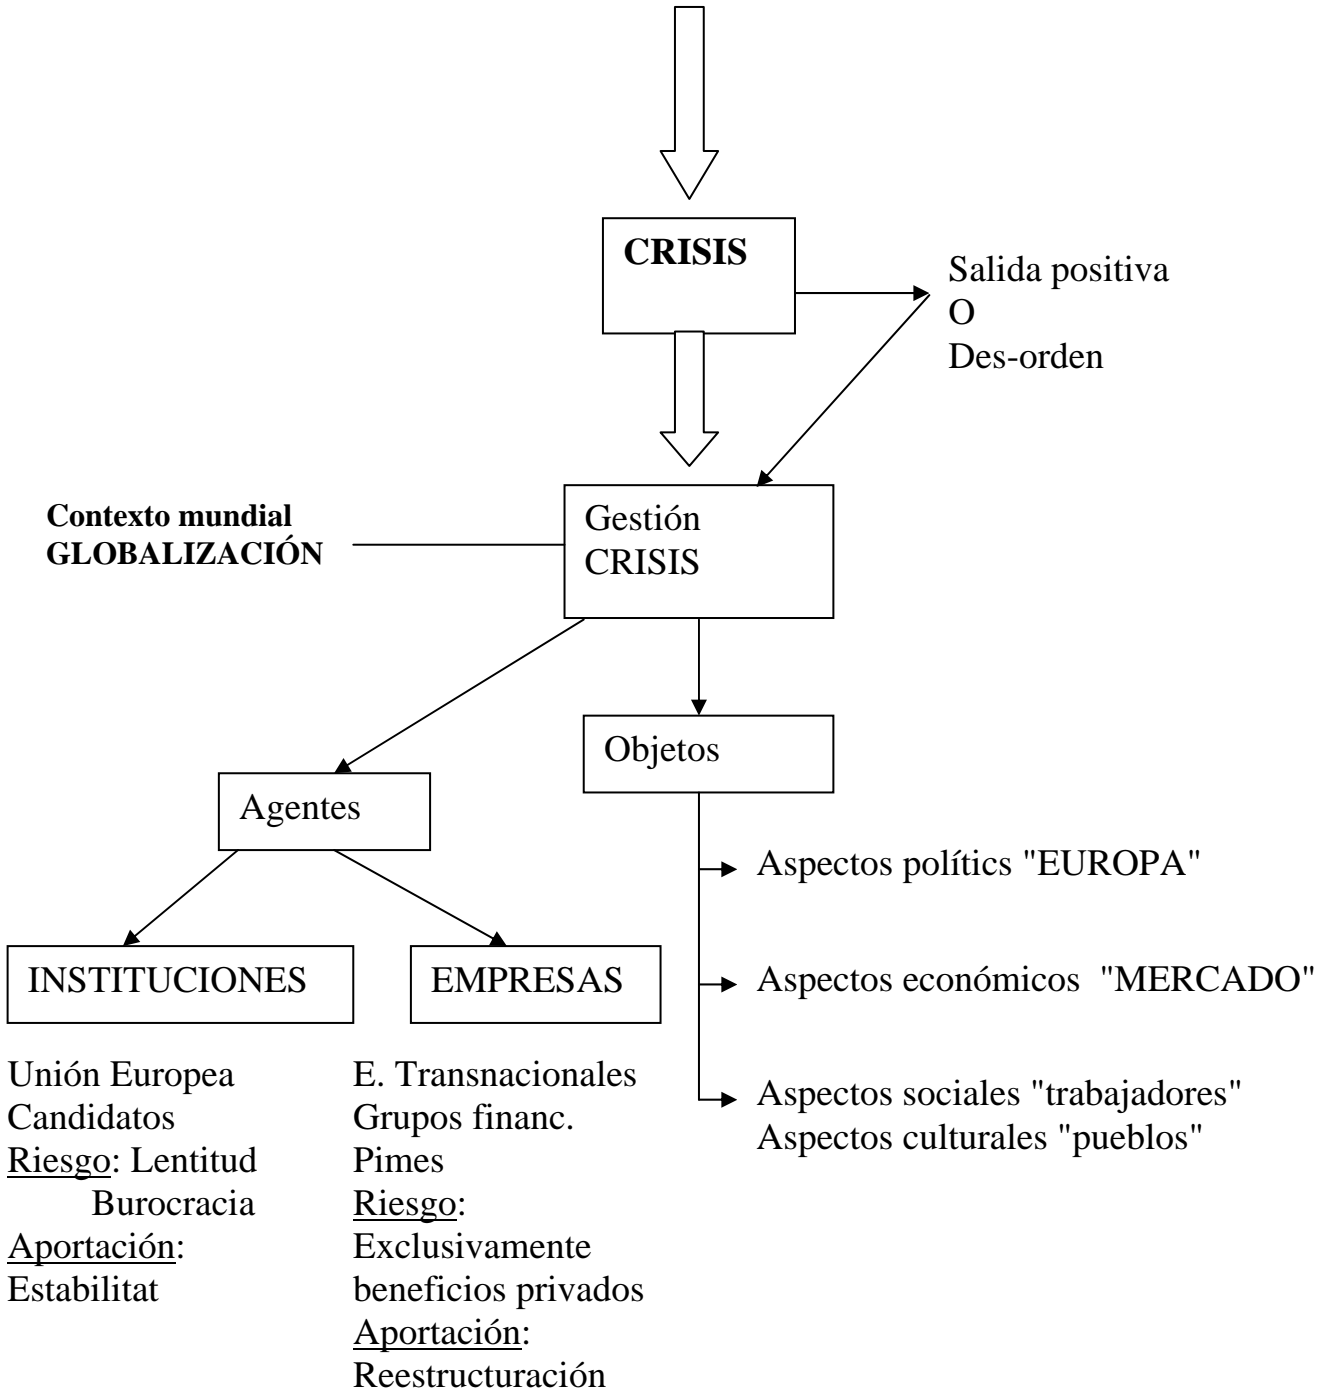 CRISIS
Salida positiva
O
Des-orden
Contexto mundial
GLOBALIZACIÓN
Gestión
CRISIS
Objetos
Agentes
Aspectos polítics "EUROPA"
INSTITUCIONES
EMPRESAS
Aspectos económicos "MERCADO"
Unión Europea
Candidatos
Riesgo: Lentitud
Burocracia
Aportación:
Estabilitat
E. Transnacionales
Grupos financ.
Pimes
Riesgo:
Exclusivamente
beneficios privados
Aportación:
Reestructuración
Aspectos sociales "trabajadores"
Aspectos culturales "pueblos"